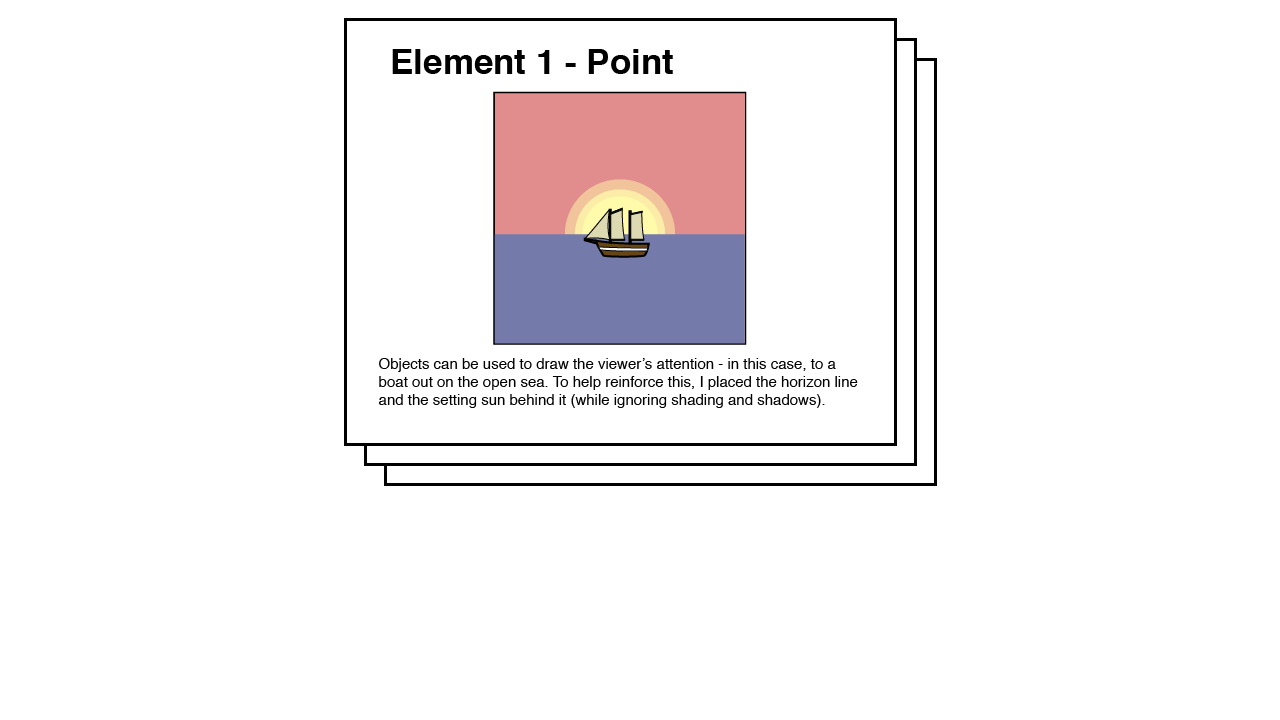 Element 1 - Point
Objects can be used to draw the viewer’s attention - in this case, to a
boat out on the open sea. To help reinforce this, I placed the horizon line
and the setting sun behind it (while ignoring shading and shadows).